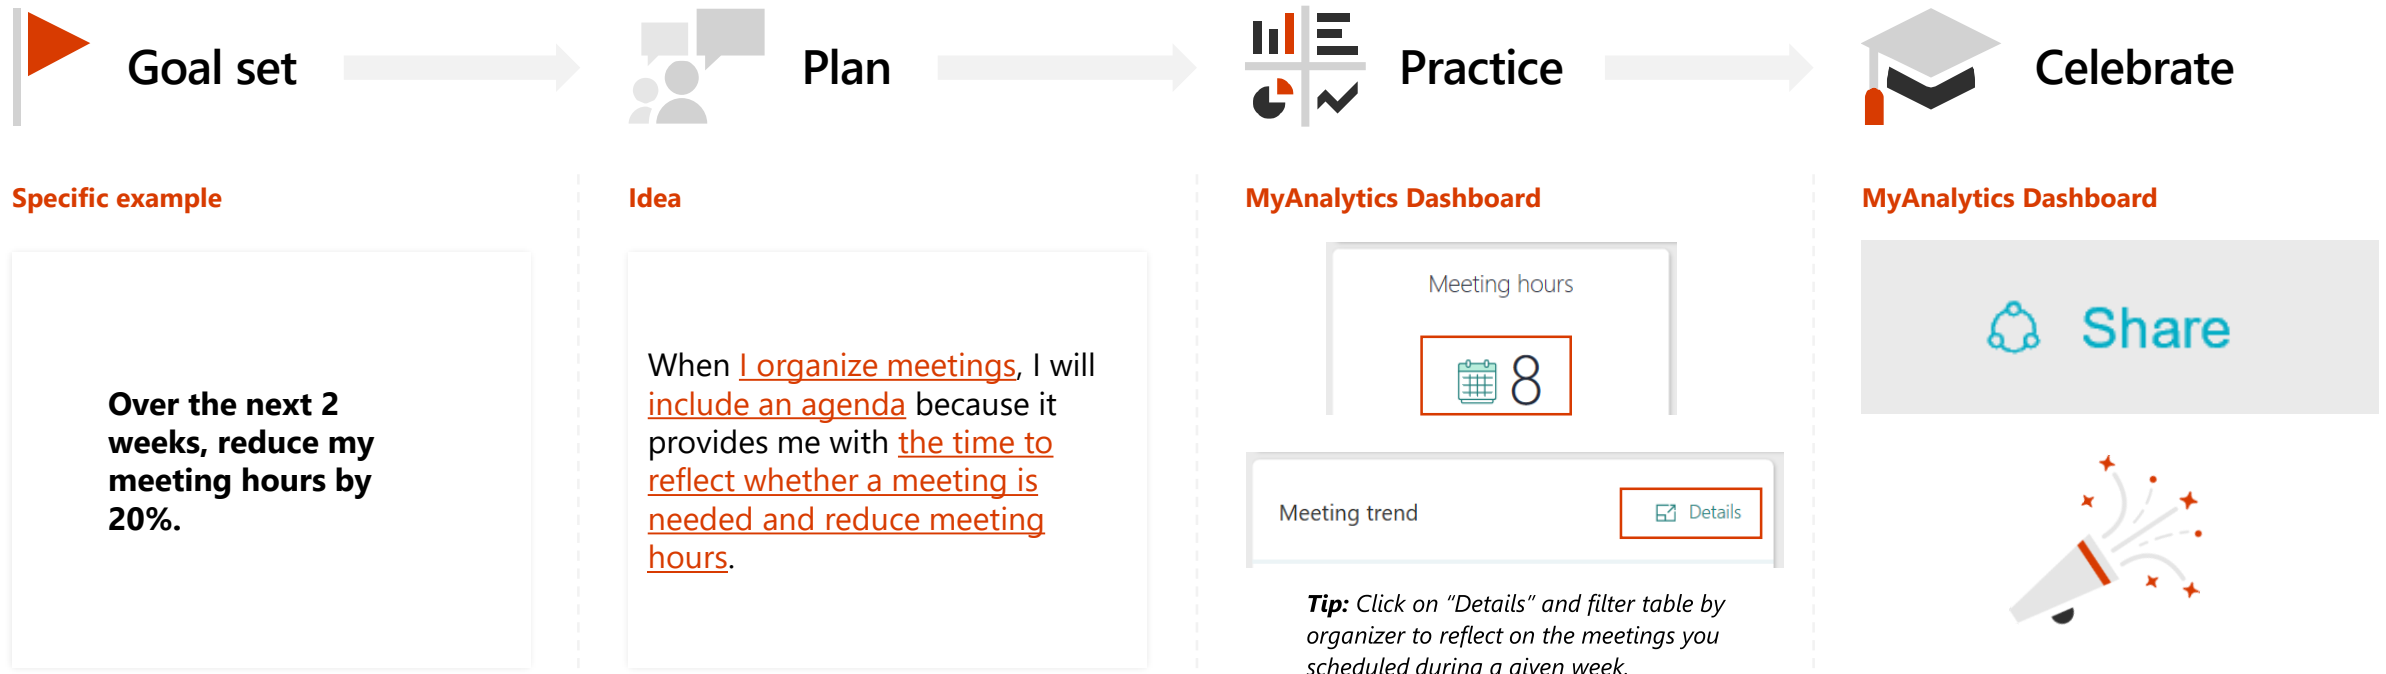 Goal set
Plan
Practice
Celebrate
Specific example
Over the next 2
weeks, reduce my
meeting hours by
20%.
Idea
When I organize meetings, I will
include an agenda because it
provides me with the time to
reflect whether a meeting is
needed and reduce meeting
hours.
MyAnalytics Dashboard
Meeting hours
8
Meeting trend
Details
Tip: Click on “Details” and filter table by
organizer to reflect on the meetings you
scheduled during a given week.
MyAnalytics Dashboard
Share